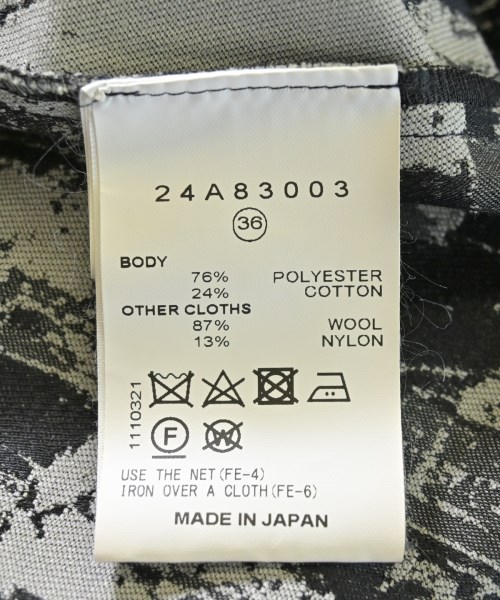 24A83003
36
BODY
76% POLYESTER
24% COTTON
OTHER CLOTHS
87% WOOL
13% NYLON
1110321
F W
USE THE NET(FE-4)
IRON OVER A CLOTH(FE-6)
MADE IN JAPAN